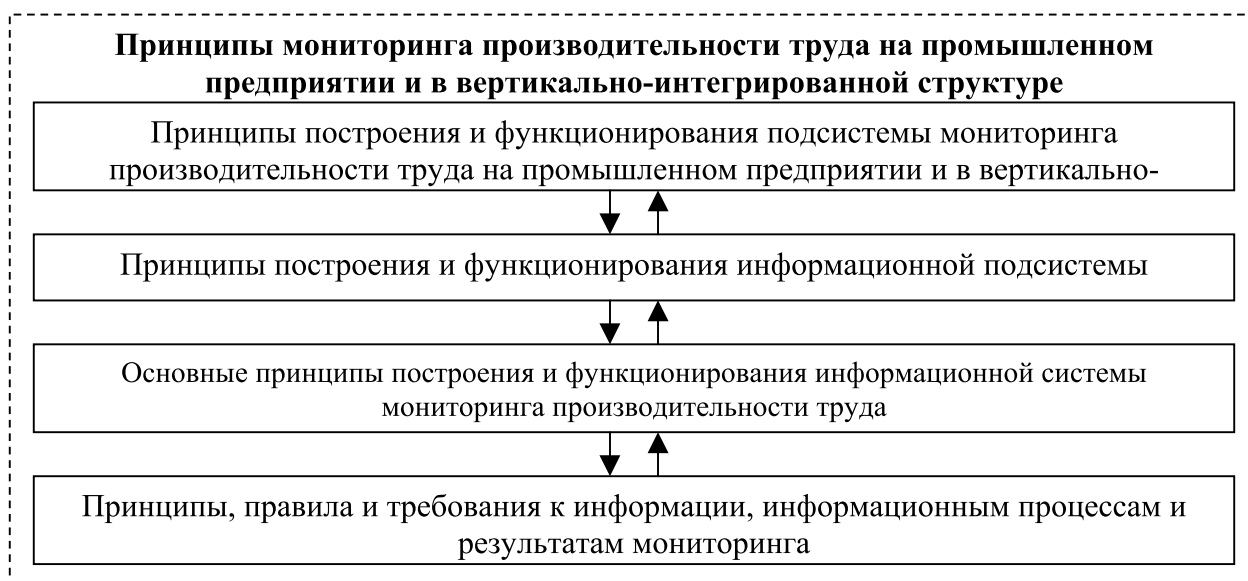 Принципы мониторинга производительности труда на промышленном
предприятии и в вертикально-интегрированной структуре
Принципы построения и функционирования подсистемы мониторинга
производительности труда на промышленном предприятии и в вертикально-
Принципы построения и функционирования информационной подсистемы
Основные принципы построения и функционирования информационной системы
мониторинга производительности труда
Принципы, правила и требования к информации, информационным процессам и
результатам мониторинга